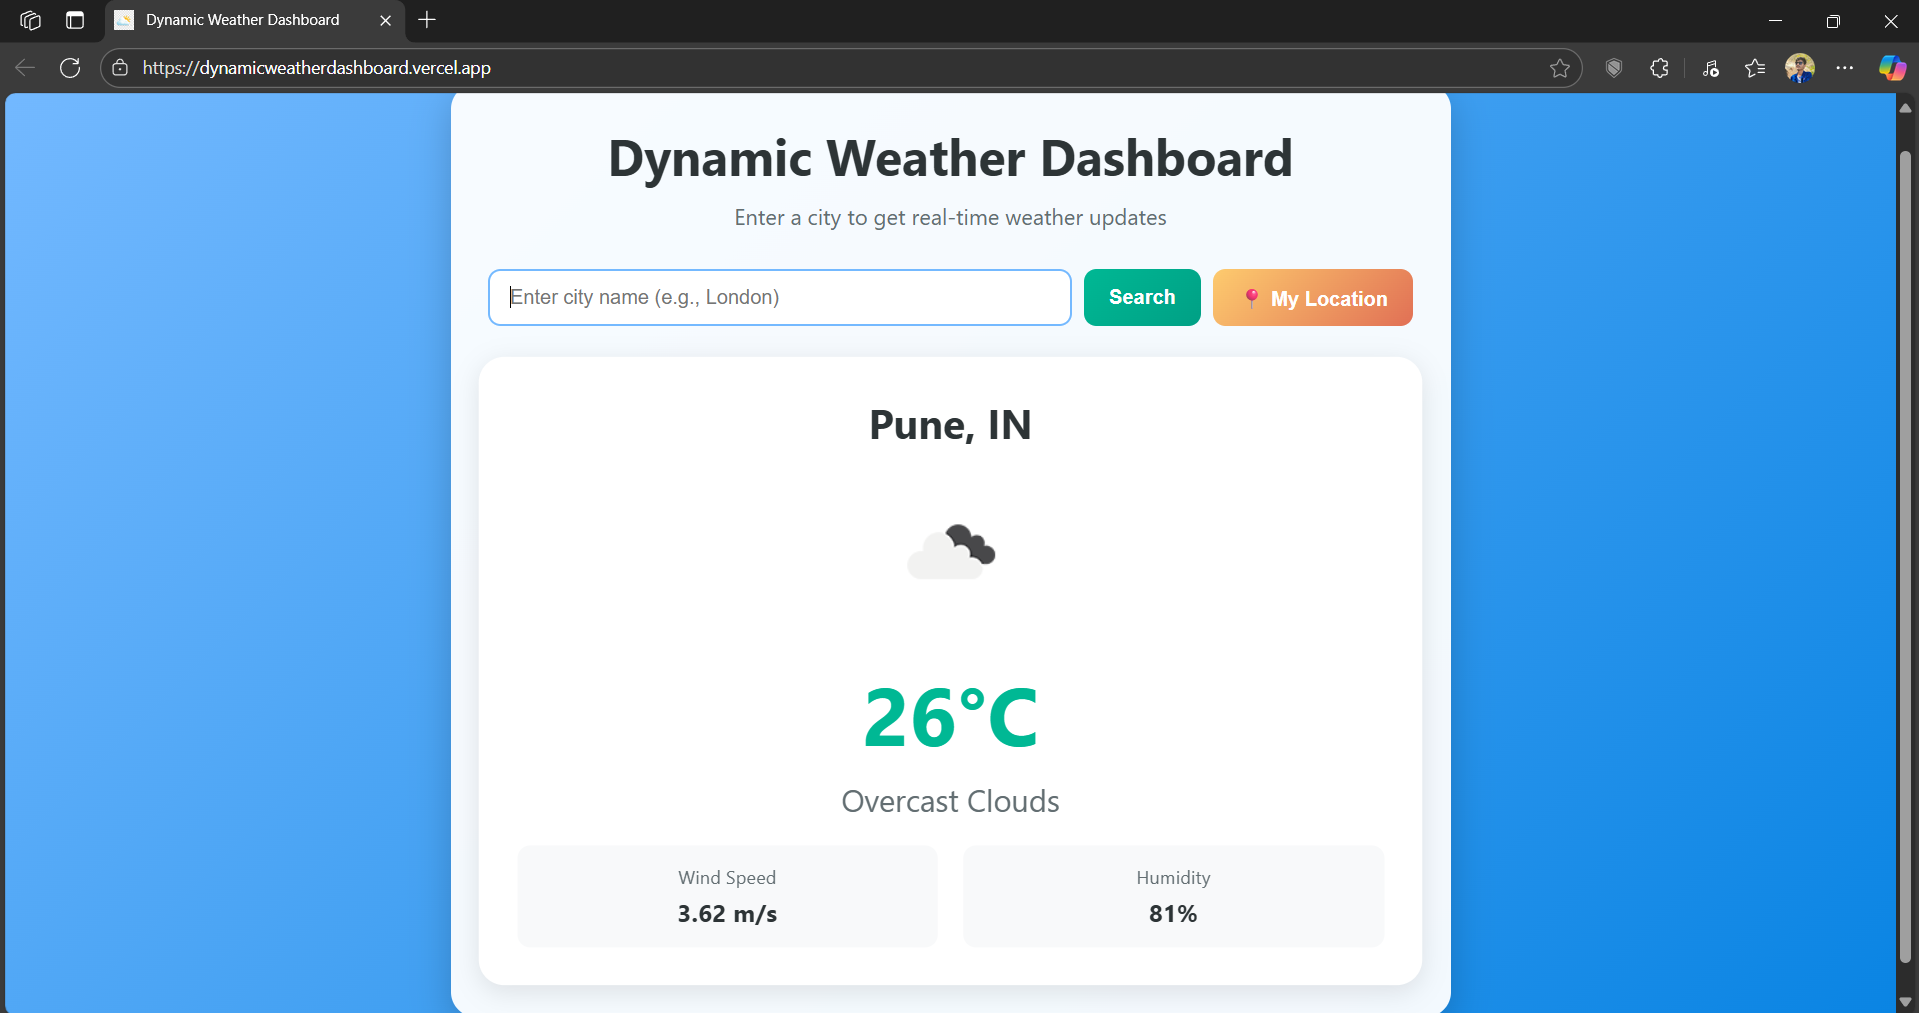 Dynamic Weather Dashboard
https://dynamicweatherdashboard.vercel.app
Dynamic Weather Dashboard
Enter a city to get real-time weather updates
Enter city name (e.g., London)
Search
My Location
Pune, IN
26°C
Overcast Clouds
Wind Speed
3.62 m/s
Humidity
81%